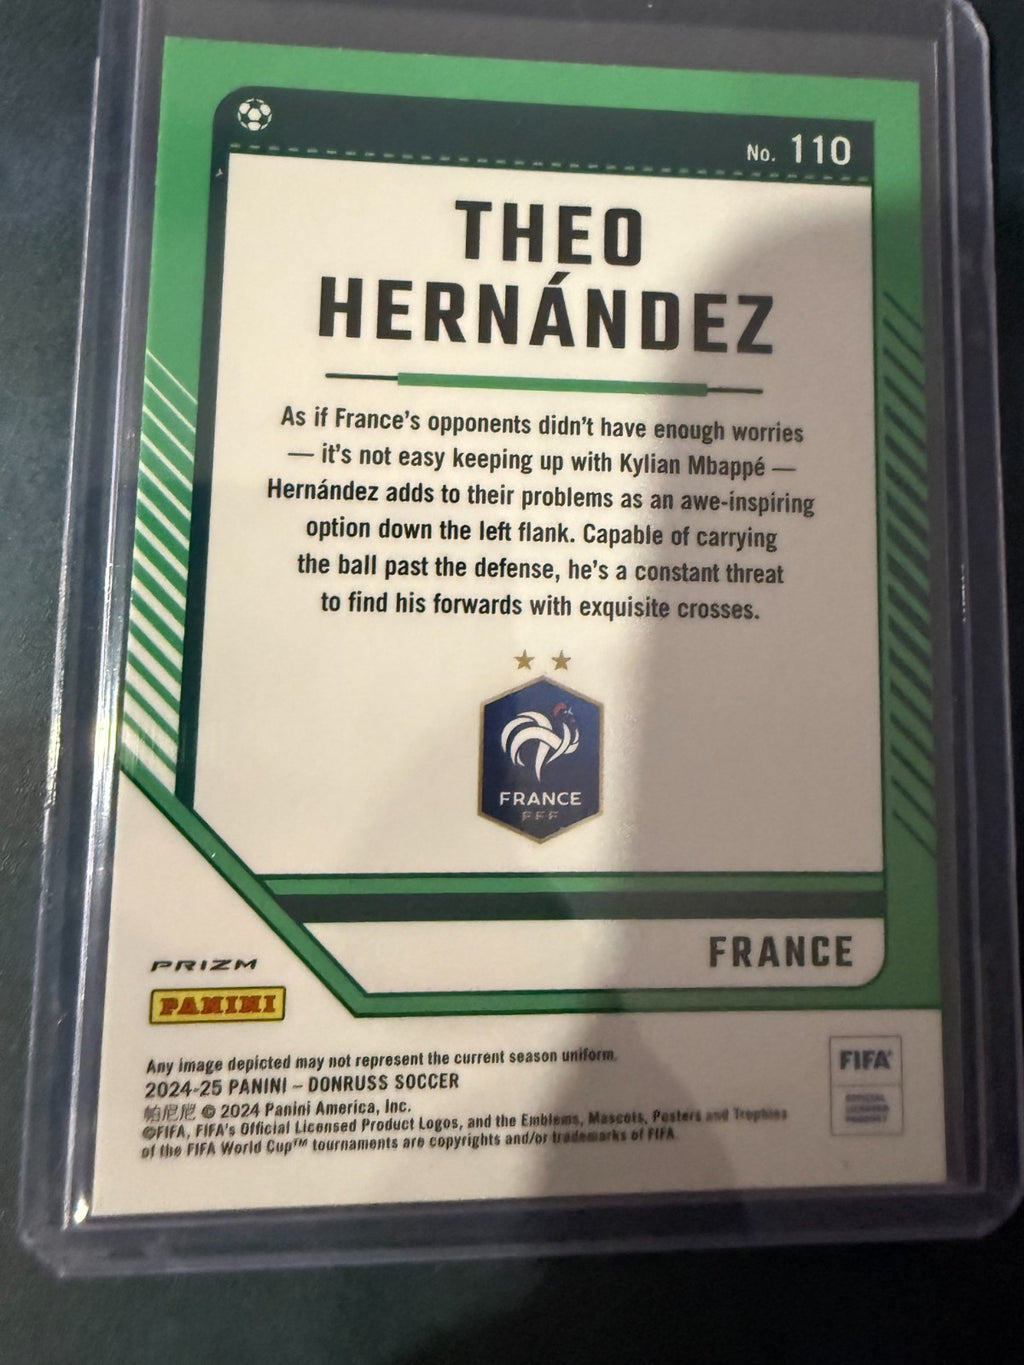 No. 110
THEO
HERNÁNDEZ
As if France's opponents didn't have enough worries
— it's not easy keeping up with Kylian Mbappé —
Hernández adds to their problems as an awe-inspiring
option down the left flank. Capable of carrying
the ball past the defense, he's a constant threat
to find his forwards with exquisite crosses.
FRANCE
FFF
FRANCE
PRIZM
PANINI
Any image depicted may not represent the current season uniform.
2024-25 PANINI – DONRUSS SOCCER
帕尼尼 © 2024 Panini America, Inc.
©FIFA, FIFA's Official Licensed Product Logos, and the Emblems, Mascots, Posters and Trophies
of the FIFA World Cup™ tournaments are copyrights and/or trademarks of FIFA
FIFA
OFFICIAL
LICENSED
PRODUCT